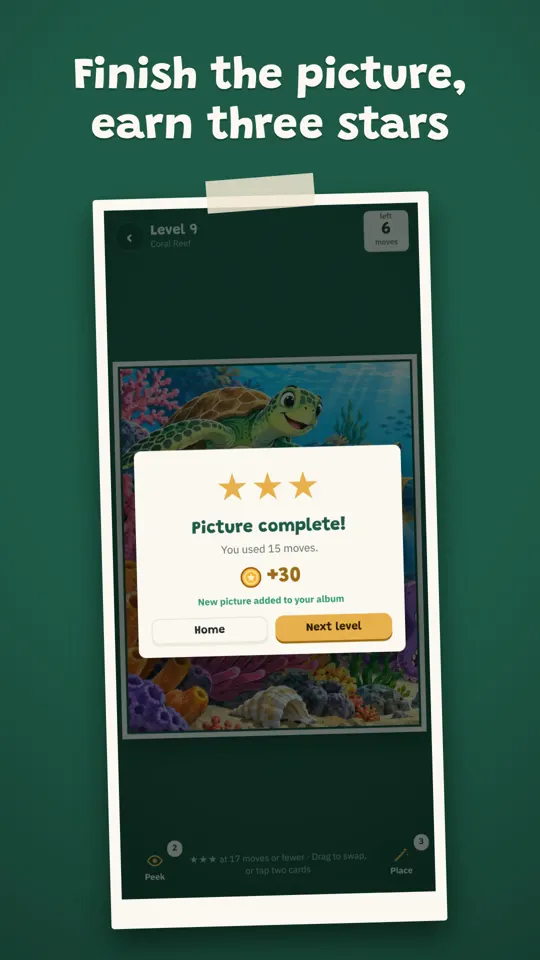 Finish the picture,
earn three stars
Level 9
Coral Reef
left
6
moves
Picture complete!
You used 15 moves.
+30
New picture added to your album
Home
Next level
2
Peek
★★★ at 17 moves or fewer · Drag to swap,
or tap two cards
3
Place